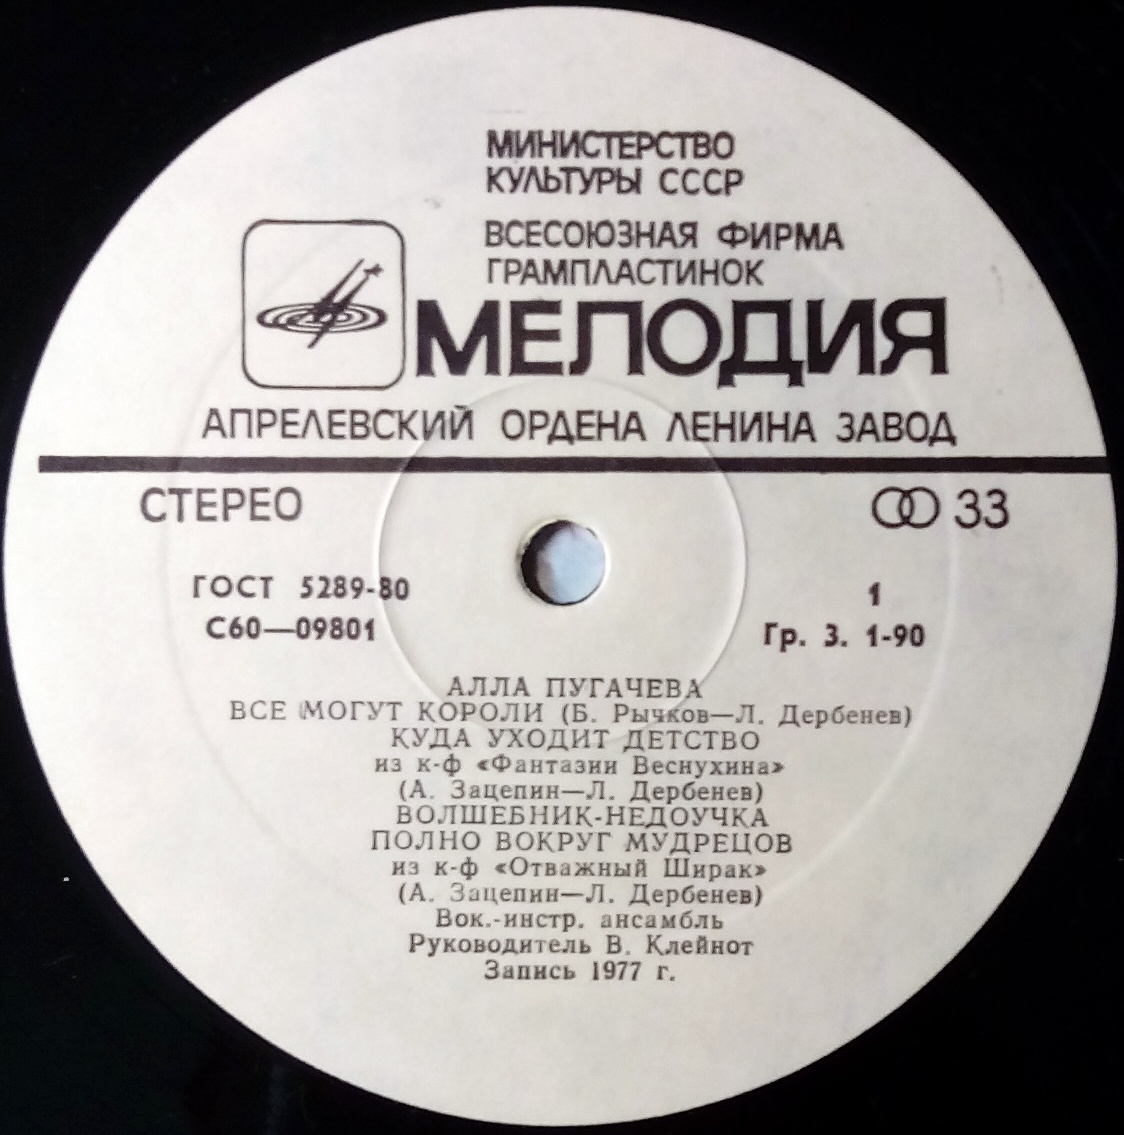 МИНИСТЕРСТВО
КУЛЬТУРЫ СССР
ВСЕСОЮЗНАЯ ФИРМА
ГРАМПЛАСТИНОК
МЕЛОДИЯ
АПРЕЛЕВСКИЙ ОРДЕНА ЛЕНИНА ЗАВОД
СТЕРЕО
33
ГОСТ 5289-80
1
С60—09801
Гр. 3. 1-90
АЛЛА ПУГАЧЕВА
ВСЕ МОГУТ КОРОЛИ (Б. Рычков—Л. Дербенев)
КУДА УХОДИТ ДЕТСТВО
из к-ф «Фантазии Веснухина»
(А. Зацепин—Л. Дербенев)
ВОЛШЕБНИК-НЕДОУЧКА
ПОЛНО ВОКРУГ МУДРЕЦОВ
из к-ф «Отважный Ширак»
(А. Зацепин—Л. Дербенев)
Вок.-инстр. ансамбль
Руководитель В. Клейнот
Запись 1977 г.